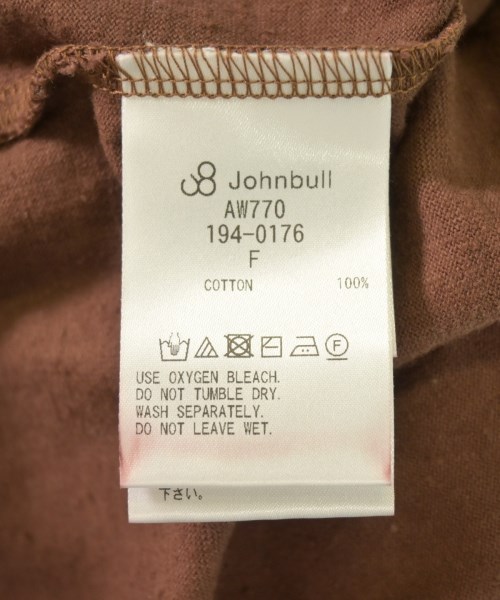 Johnbull
AW770
194-0176
F
COTTON 100%
F
USE OXYGEN BLEACH.
DO NOT TUMBLE DRY.
WASH SEPARATELY.
DO NOT LEAVE WET.
下さい。